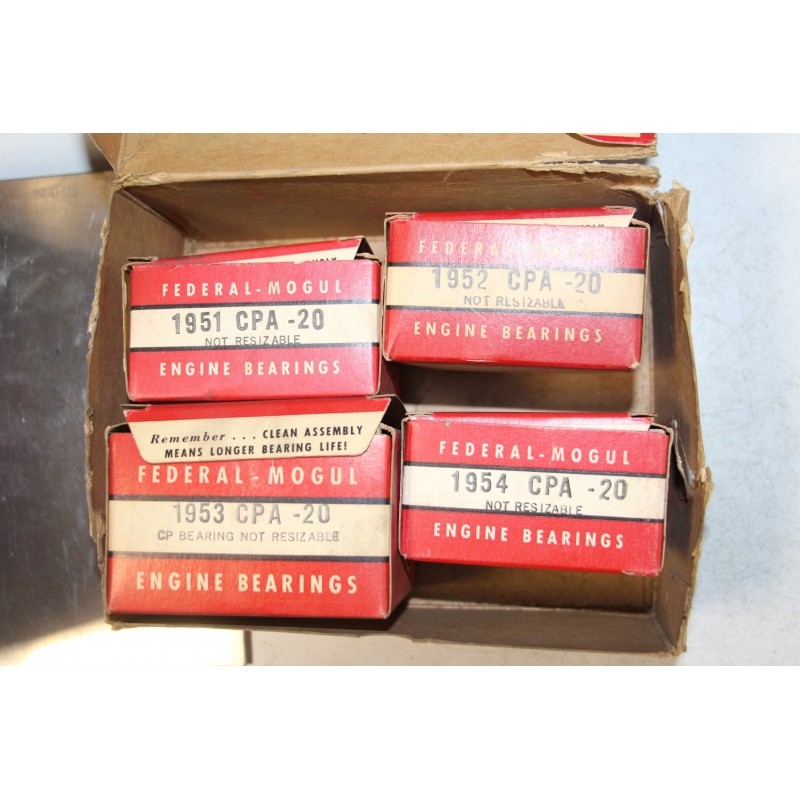 FEDERAL-MOGUL
1951 CPA -20
NOT RESIZABLE
ENGINE BEARINGS
FEDERAL-MOGUL
1952 CPA -20
NOT RESIZABLE
ENGINE BEARINGS
Remember... CLEAN ASSEMBLY
MEANS LONGER BEARING LIFE!
FEDERAL-MOGUL
1953 CPA -20
CP BEARING NOT RESIZABLE
ENGINE BEARINGS
FEDERAL-MOGUL
1954 CPA -20
NOT RESIZABLE
ENGINE BEARINGS